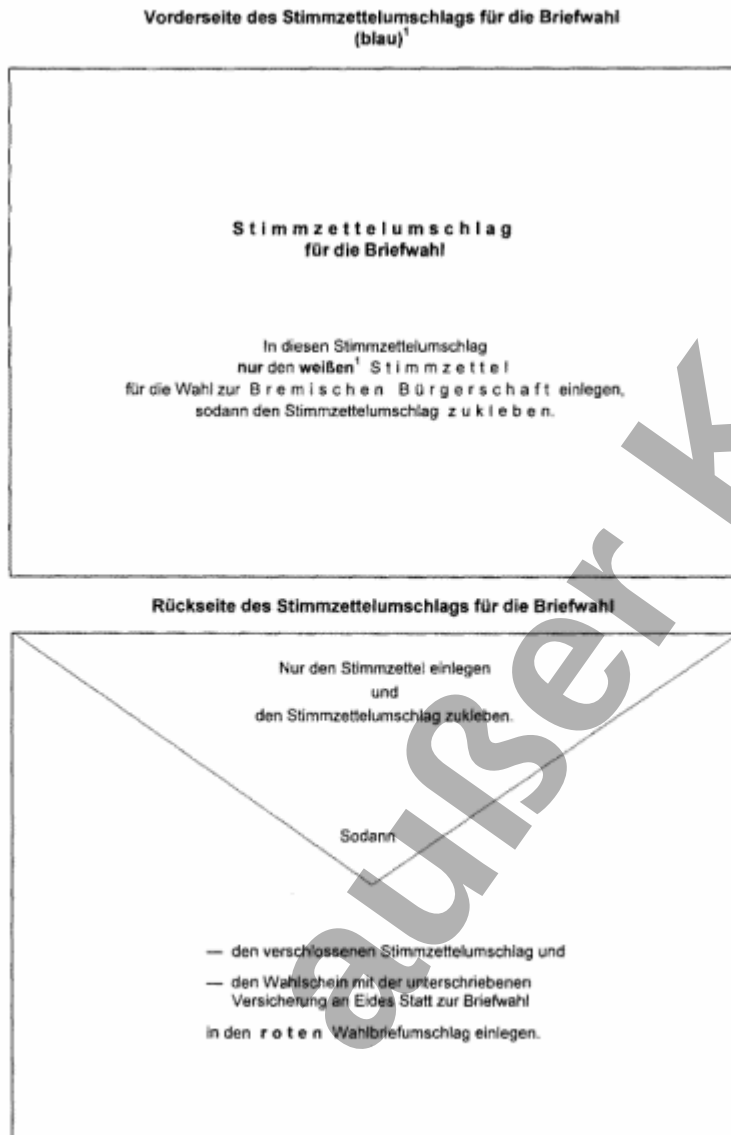 Vorderseite des Stimmzettelumschlags für die Briefwahl
(blau)¹
Stimmzettelumschlag
für die Briefwahl
In diesen Stimmzettelumschlag
nur den weißen¹ Stimmzettel
für die Wahl zur Bremischen Bürgerschaft einlegen,
sodann den Stimmzettelumschlag zukleben.
Rückseite des Stimmzettelumschlags für die Briefwahl
Nur den Stimmzettel einlegen
und
den Stimmzettelumschlag zukleben.
Sodann
— den verschlossenen Stimmzettelumschlag und
— den Wahlschein mit der unterschriebenen
Versicherung an Eides Statt zur Briefwahl
in den roten Wahlbriefumschlag einlegen.
außer K